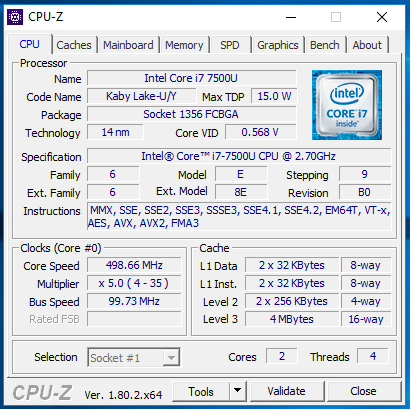 CPU-Z
CPU Caches Mainboard Memory SPD Graphics Bench About
Processor
Name Intel Core i7 7500U
Code Name Kaby Lake-U/Y Max TDP 15.0 W
Package Socket 1356 FCBGA
Technology 14 nm Core VID 0.568 V
intel CORE i7 inside™
Specification Intel® Core™ i7-7500U CPU @ 2.70GHz
Family 6 Model E Stepping 9
Ext. Family 6 Ext. Model 8E Revision B0
Instructions MMX, SSE, SSE2, SSE3, SSSE3, SSE4.1, SSE4.2, EM64T, VT-x,
AES, AVX, AVX2, FMA3
Clocks (Core #0)
Core Speed 498.66 MHz
Multiplier x 5.0 ( 4 - 35 )
Bus Speed 99.73 MHz
Rated FSB
Cache
L1 Data 2 x 32 KBytes 8-way
L1 Inst. 2 x 32 KBytes 8-way
Level 2 2 x 256 KBytes 4-way
Level 3 4 MBytes 16-way
Selection Socket #1 Cores 2 Threads 4
CPU-Z Ver. 1.80.2.x64 Tools Validate Close